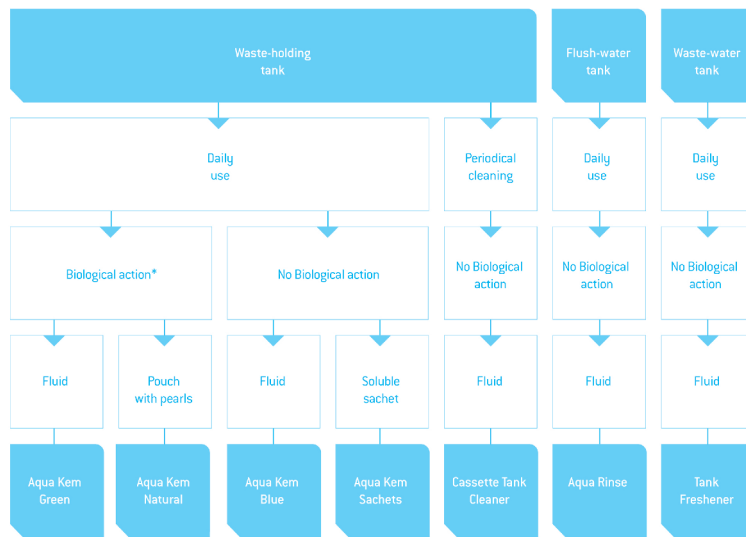 Waste-holding
tank
Flush-water
tank
Waste-water
tank
Daily
use
Periodical
cleaning
Daily
use
Daily
use
Biological action*
No Biological action
No Biological
action
No Biological
action
No Biological
action
Fluid
Pouch
with pearls
Fluid
Soluble
sachet
Fluid
Fluid
Fluid
Aqua Kem
Green
Aqua Kem
Natural
Aqua Kem
Blue
Aqua Kem
Sachets
Cassette Tank
Cleaner
Aqua Rinse
Tank
Freshener